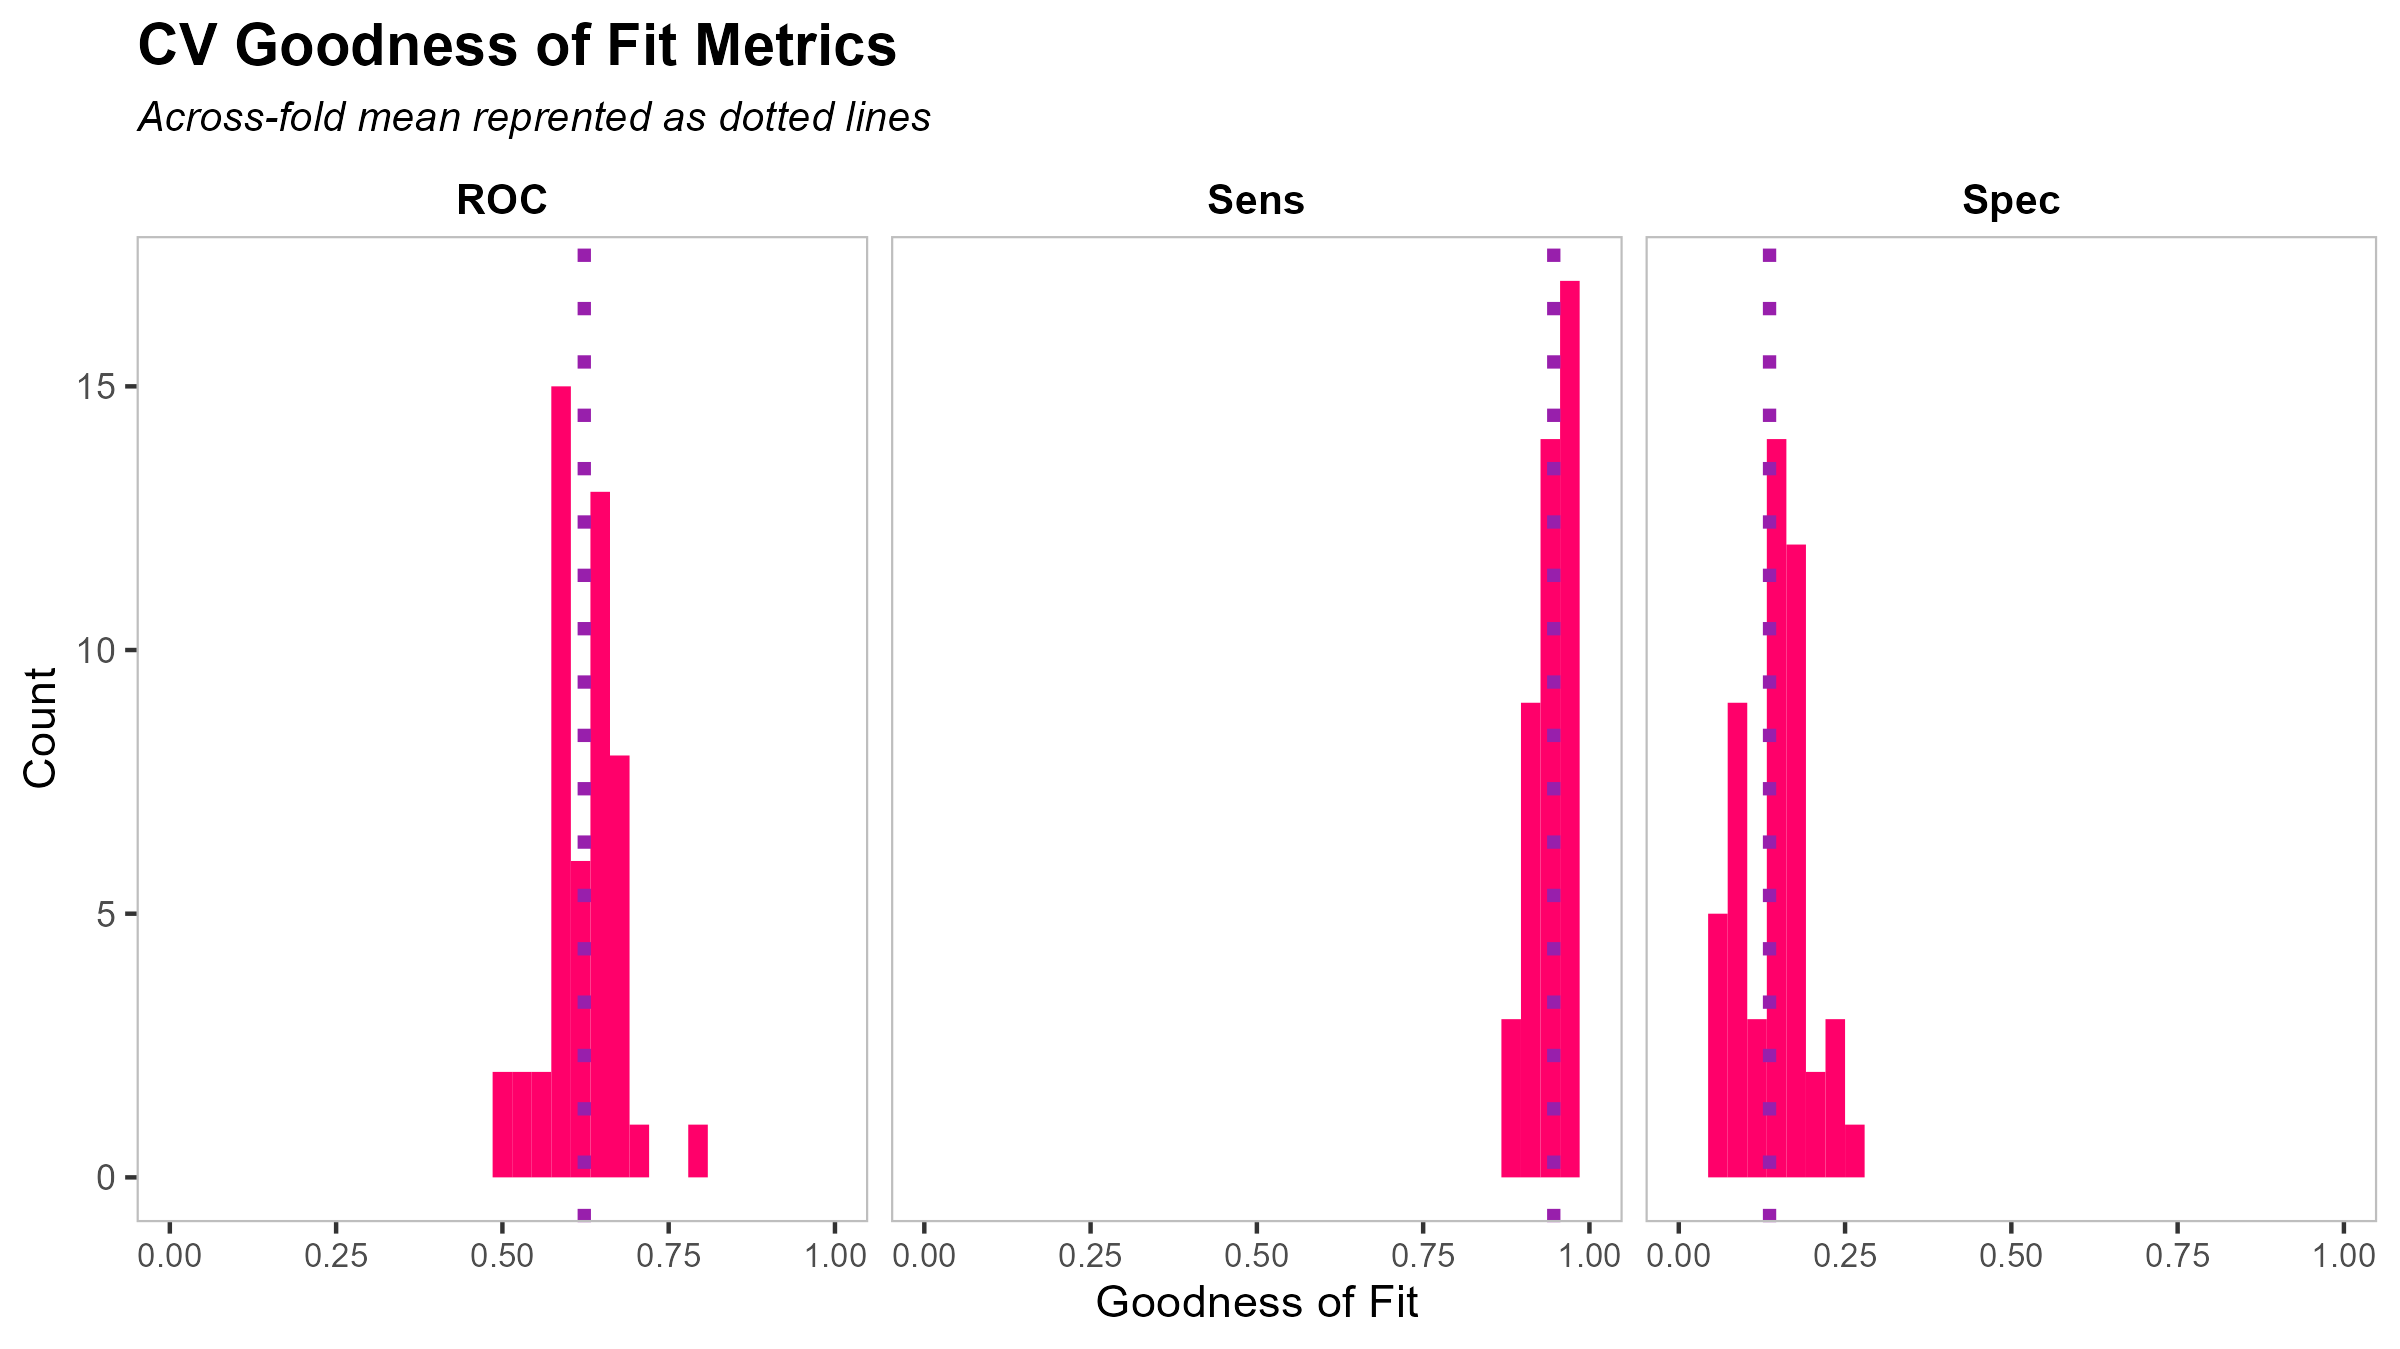 CV Goodness of Fit Metrics
Across-fold mean reprented as dotted lines
ROC
Sens
Spec
Count
15
10
5
0
0.00 0.25 0.50 0.75 1.00
0.00 0.25 0.50 0.75 1.00
0.00 0.25 0.50 0.75 1.00
Goodness of Fit